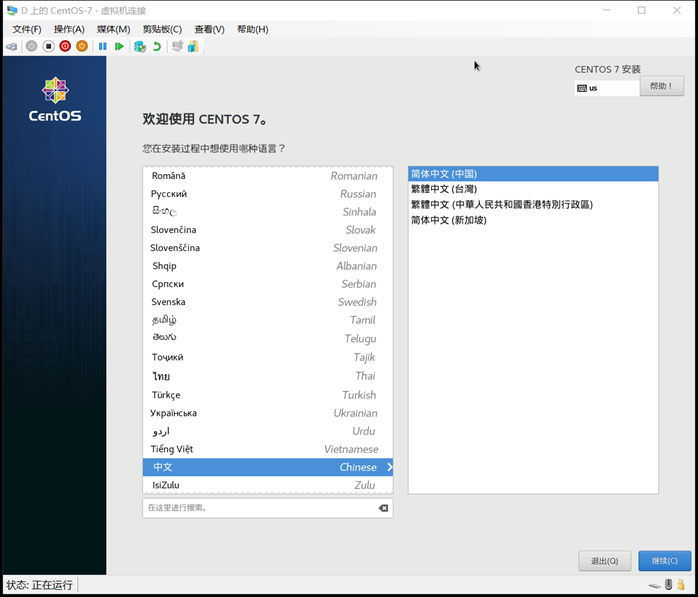 D 上的 CentOS-7 - 虚拟机连接
文件(F) 操作(A) 媒体(M) 剪贴板(C) 查看(V) 帮助(H)
CentOS
CENTOS 7 安装
us
帮助！
欢迎使用 CENTOS 7。
您在安装过程中想使用哪种语言？
Română Romanian
Русский Russian
සිංහල Sinhala
Slovenčina Slovak
Slovenščina Slovenian
Shqip Albanian
Српски Serbian
Svenska Swedish
தமிழ் Tamil
తెలుగు Telugu
Тоҷикӣ Tajik
ไทย Thai
Türkçe Turkish
Українська Ukrainian
اردو Urdu
Tiếng Việt Vietnamese
中文 Chinese
IsiZulu Zulu
简体中文 (中国)
繁體中文 (台灣)
繁體中文 (中華人民共和國香港特別行政區)
简体中文 (新加坡)
在这里进行搜索。
退出(Q)
继续(C)
状态: 正在运行